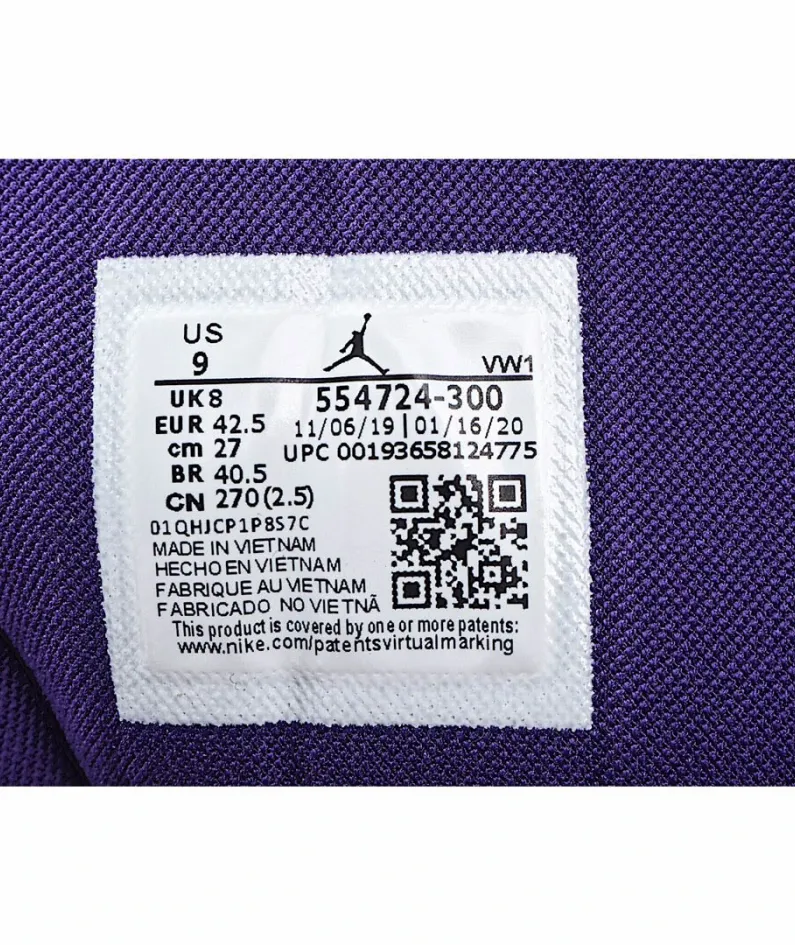 US
9
VW1
UK 8
554724-300
EUR 42.5
11/06/19 | 01/16/20
cm 27
UPC 00193658124775
BR 40.5
CN 270 (2.5)
01QHJCP1P8S7C
MADE IN VIETNAM
HECHO EN VIETNAM
FABRIQUE AU VIETNAM
FABRICADO NO VIETNÃ
This product is covered by one or more patents:
www.nike.com/patentsvirtualmarking